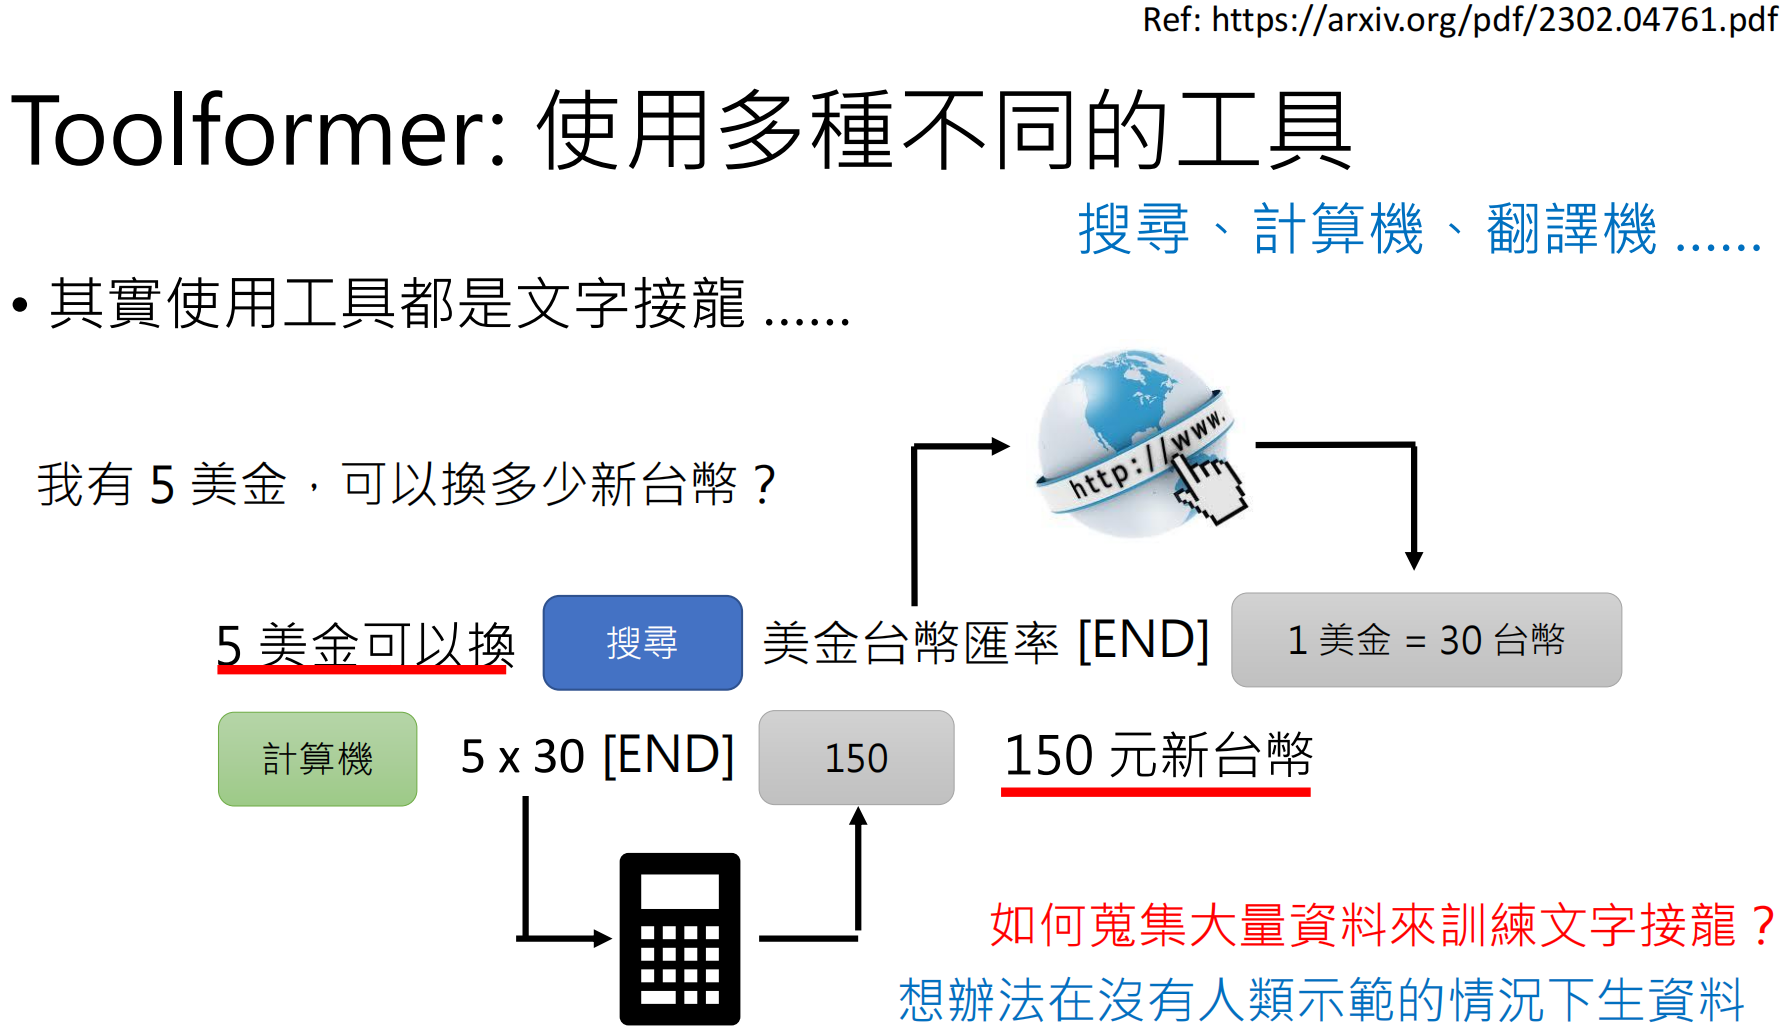 Ref: https://arxiv.org/pdf/2302.04761.pdf
Toolformer: 使用多種不同的工具
搜尋、計算機、翻譯機 ......
• 其實使用工具都是文字接龍 ......
http://www.
我有 5 美金，可以換多少新台幣？
5 美金可以換 搜尋 美金台幣匯率 [END] 1 美金 = 30 台幣
計算機 5 x 30 [END] 150 150 元新台幣
如何蒐集大量資料來訓練文字接龍？
想辦法在沒有人類示範的情況下生資料